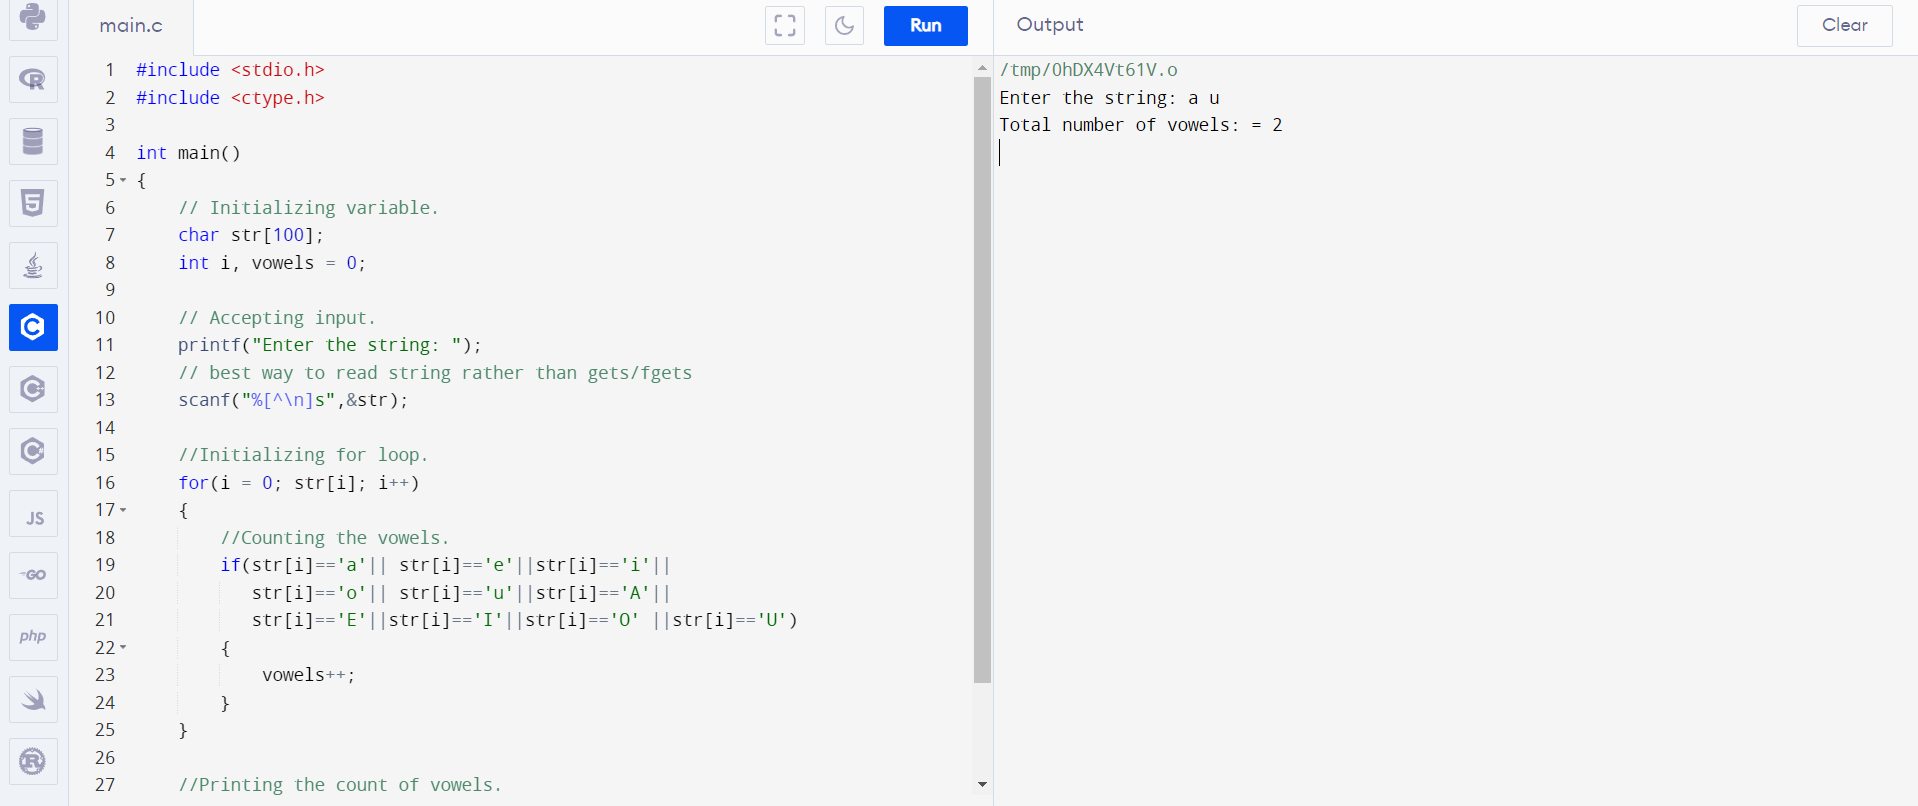 main.c
Run
Output
Clear
1 #include <stdio.h>
2 #include <ctype.h>
3
4 int main()
5 {
6 // Initializing variable.
7 char str[100];
8 int i, vowels = 0;
9
10 // Accepting input.
11 printf("Enter the string: ");
12 // best way to read string rather than gets/fgets
13 scanf("%[^\n]s",&str);
14
15 //Initializing for loop.
16 for(i = 0; str[i]; i++)
17 {
18 //Counting the vowels.
19 if(str[i]=='a'|| str[i]=='e'||str[i]=='i'||
20 str[i]=='o'|| str[i]=='u'||str[i]=='A'||
21 str[i]=='E'||str[i]=='I'||str[i]=='O' ||str[i]=='U')
22 {
23 vowels++;
24 }
25 }
26
27 //Printing the count of vowels.
/tmp/0hDX4Vt61V.o
Enter the string: a u
Total number of vowels: = 2
R
5
C
C
C
JS
GO
php
R